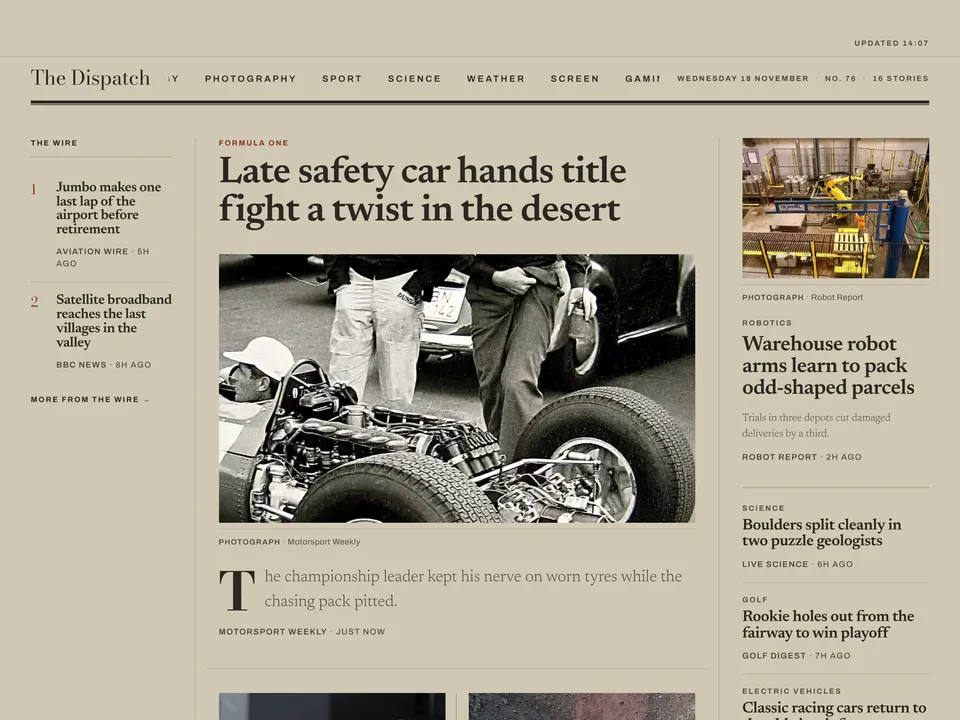 UPDATED 14:07
The Dispatch
PHOTOGRAPHY SPORT SCIENCE WEATHER SCREEN
WEDNESDAY 18 NOVEMBER · NO. 76 · 16 STORIES
THE WIRE
1
Jumbo makes one
last lap of the
airport before
retirement
AVIATION WIRE · 5H
AGO
2
Satellite broadband
reaches the last
villages in the
valley
BBC NEWS · 8H AGO
MORE FROM THE WIRE →
FORMULA ONE
Late safety car hands title
fight a twist in the desert
PHOTOGRAPH · Motorsport Weekly
The championship leader kept his nerve on worn tyres while the
chasing pack pitted.
MOTORSPORT WEEKLY · JUST NOW
PHOTOGRAPH · Robot Report
ROBOTICS
Warehouse robot
arms learn to pack
odd-shaped parcels
Trials in three depots cut damaged
deliveries by a third.
ROBOT REPORT · 2H AGO
SCIENCE
Boulders split cleanly in
two puzzle geologists
LIVE SCIENCE · 6H AGO
GOLF
Rookie holes out from the
fairway to win playoff
GOLF DIGEST · 7H AGO
ELECTRIC VEHICLES
Classic racing cars return to